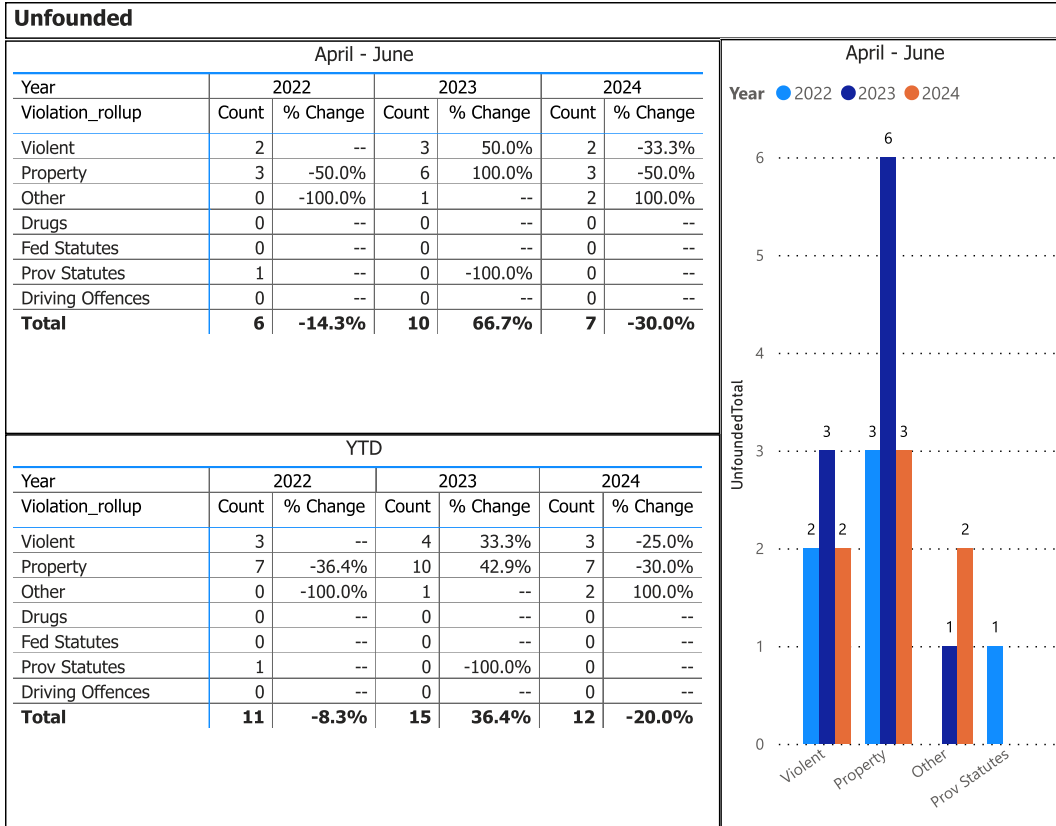 Unfounded
April - June
Year 2022 2023 2024
Violation_rollup Count % Change Count % Change Count % Change
Violent 2 -- 3 50.0% 2 -33.3%
Property 3 -50.0% 6 100.0% 3 -50.0%
Other 0 -100.0% 1 -- 2 100.0%
Drugs 0 -- 0 -- 0 --
Fed Statutes 0 -- 0 -- 0 --
Prov Statutes 1 -- 0 -100.0% 0 --
Driving Offences 0 -- 0 -- 0 --
Total 6 -14.3% 10 66.7% 7 -30.0%
YTD
Year 2022 2023 2024
Violation_rollup Count % Change Count % Change Count % Change
Violent 3 -- 4 33.3% 3 -25.0%
Property 7 -36.4% 10 42.9% 7 -30.0%
Other 0 -100.0% 1 -- 2 100.0%
Drugs 0 -- 0 -- 0 --
Fed Statutes 0 -- 0 -- 0 --
Prov Statutes 1 -- 0 -100.0% 0 --
Driving Offences 0 -- 0 -- 0 --
Total 11 -8.3% 15 36.4% 12 -20.0%
April - June
Year 2022 2023 2024
UnfoundedTotal
6
5
4
3
2
1
0
2 3 2
3 6 3
1 2
1
Violent
Property
Other
Prov Statutes